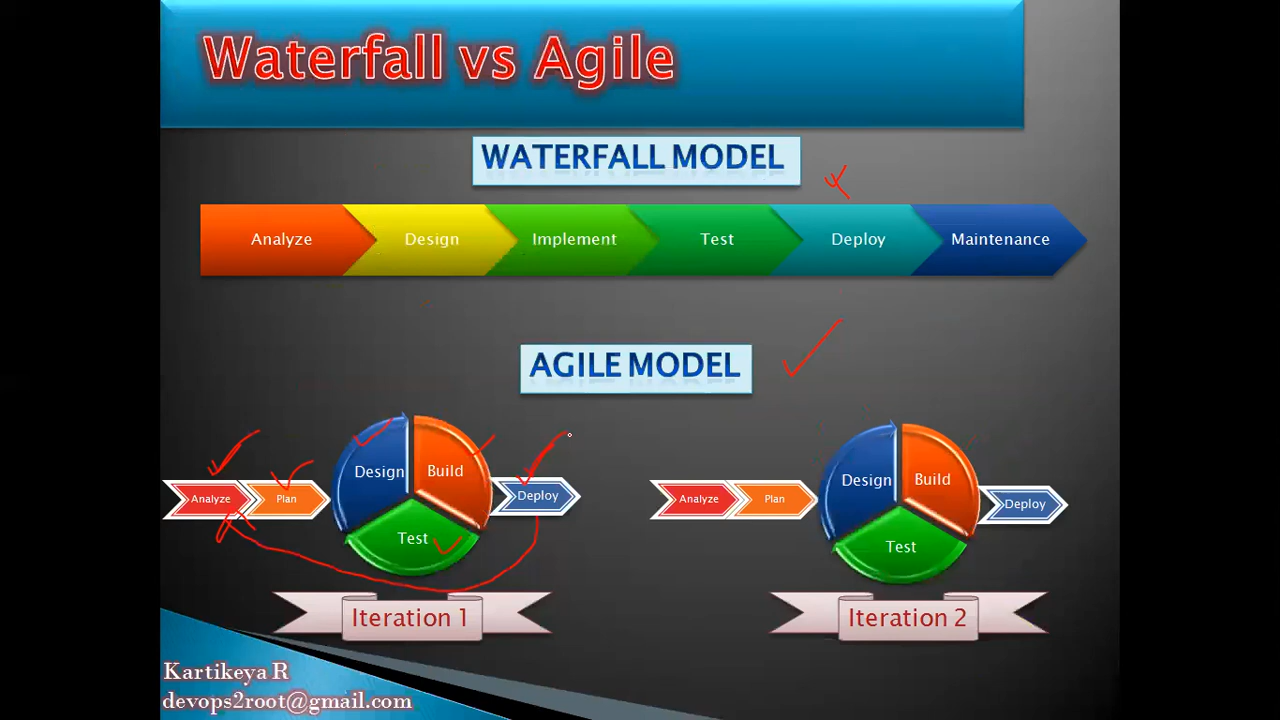 Waterfall vs Agile
WATERFALL MODEL
Analyze Design Implement Test Deploy Maintenance
AGILE MODEL
Analyze Plan Design Build Test Deploy
Iteration 1
Analyze Plan Design Build Test Deploy
Iteration 2
Kartikeya R
devops2root@gmail.com